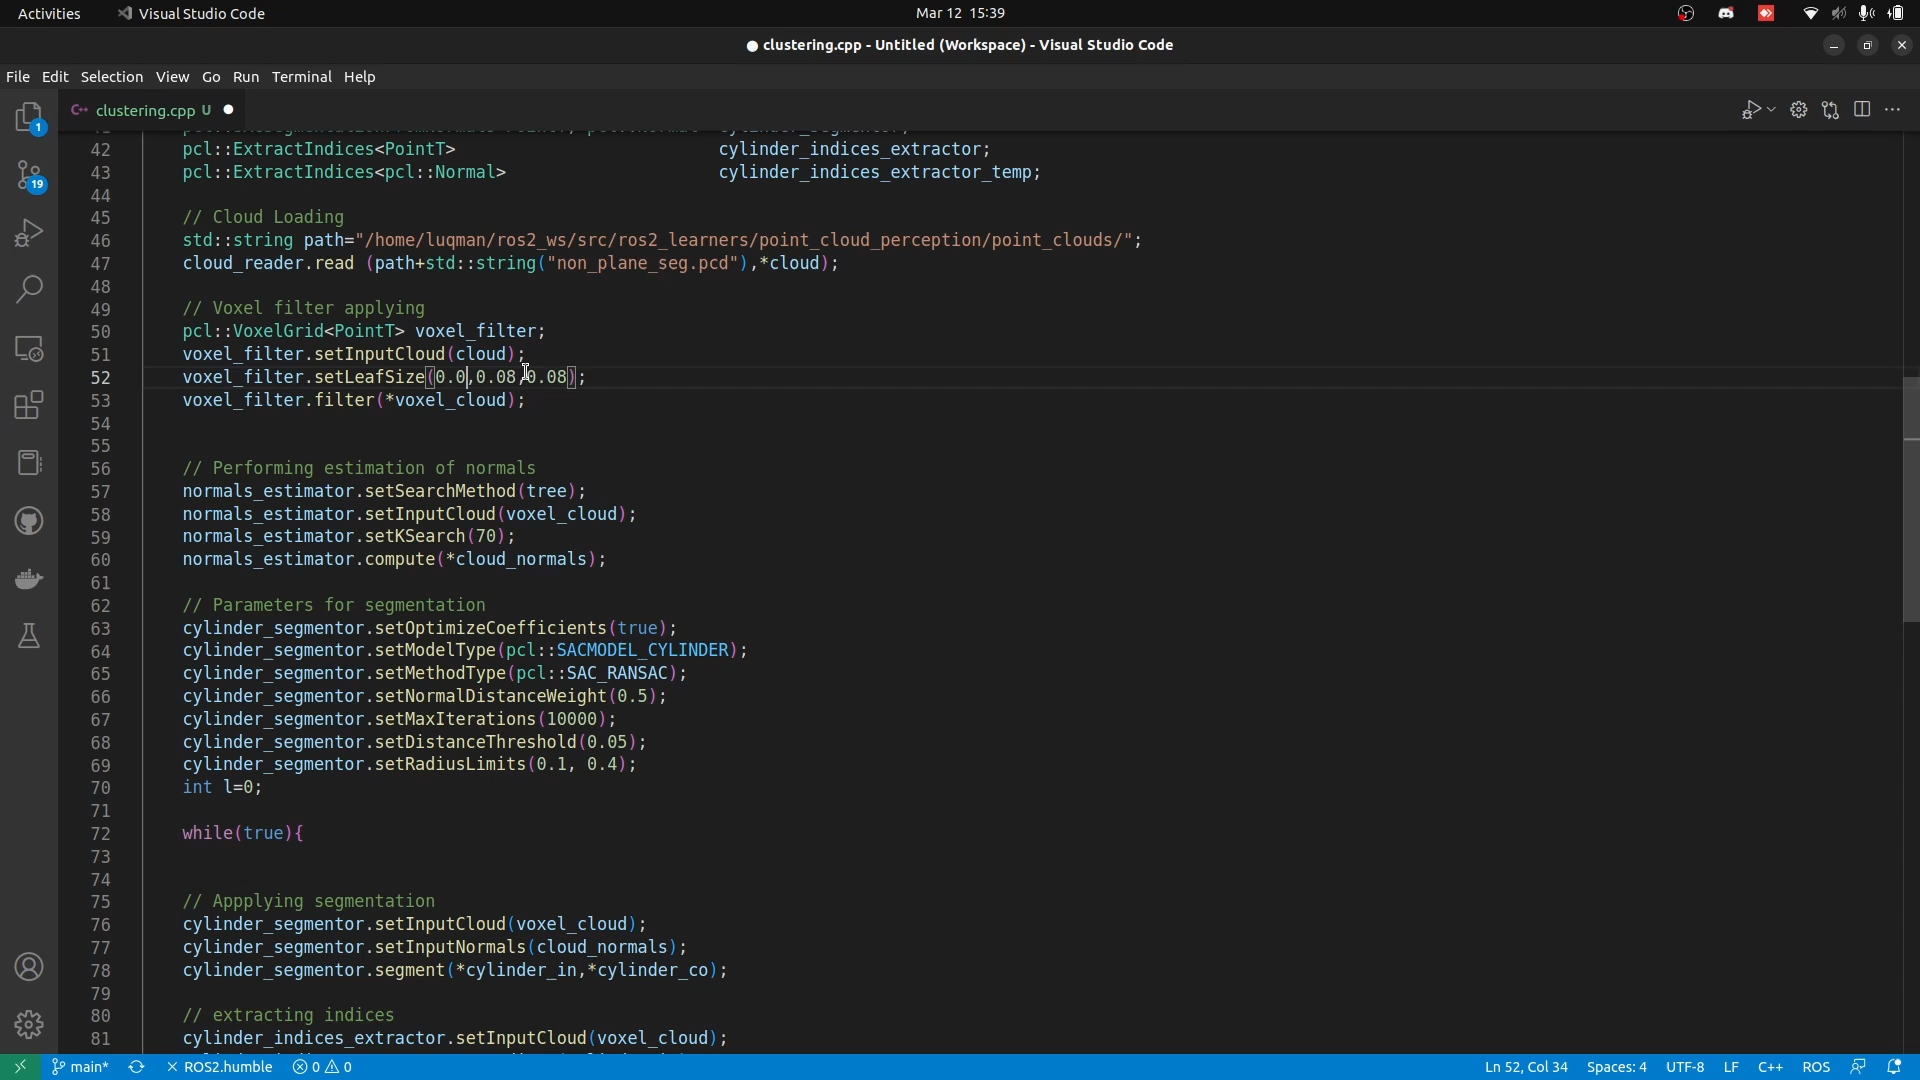 Activities
Visual Studio Code
Mar 12 15:39
clustering.cpp - Untitled (Workspace) - Visual Studio Code
File Edit Selection View Go Run Terminal Help
clustering.cpp U
42 pcl::ExtractIndices<PointT> cylinder_indices_extractor;
43 pcl::ExtractIndices<pcl::Normal> cylinder_indices_extractor_temp;
44
45 // Cloud Loading
46 std::string path="/home/luqman/ros2_ws/src/ros2_learners/point_cloud_perception/point_clouds/";
47 cloud_reader.read (path+std::string("non_plane_seg.pcd"),*cloud);
48
49 // Voxel filter applying
50 pcl::VoxelGrid<PointT> voxel_filter;
51 voxel_filter.setInputCloud(cloud);
52 voxel_filter.setLeafSize(0.0,0.08,0.08);
53 voxel_filter.filter(*voxel_cloud);
54
55
56 // Performing estimation of normals
57 normals_estimator.setSearchMethod(tree);
58 normals_estimator.setInputCloud(voxel_cloud);
59 normals_estimator.setKSearch(70);
60 normals_estimator.compute(*cloud_normals);
61
62 // Parameters for segmentation
63 cylinder_segmentor.setOptimizeCoefficients(true);
64 cylinder_segmentor.setModelType(pcl::SACMODEL_CYLINDER);
65 cylinder_segmentor.setMethodType(pcl::SAC_RANSAC);
66 cylinder_segmentor.setNormalDistanceWeight(0.5);
67 cylinder_segmentor.setMaxIterations(10000);
68 cylinder_segmentor.setDistanceThreshold(0.05);
69 cylinder_segmentor.setRadiusLimits(0.1, 0.4);
70 int l=0;
71
72 while(true){
73
74
75 // Appplying segmentation
76 cylinder_segmentor.setInputCloud(voxel_cloud);
77 cylinder_segmentor.setInputNormals(cloud_normals);
78 cylinder_segmentor.segment(*cylinder_in,*cylinder_co);
79
80 // extracting indices
81 cylinder_indices_extractor.setInputCloud(voxel_cloud);
1
19
main* ROS2.humble 0 0 Ln 52, Col 34 Spaces: 4 UTF-8 LF C++ ROS